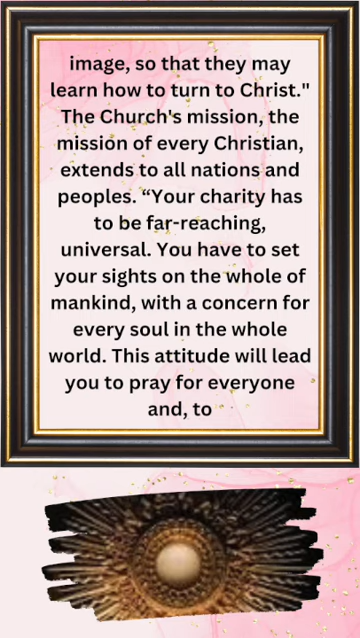 image, so that they may
learn how to turn to Christ."
The Church's mission, the
mission of every Christian,
extends to all nations and
peoples. “Your charity has
to be far-reaching,
universal. You have to set
your sights on the whole of
mankind, with a concern for
every soul in the whole
world. This attitude will lead
you to pray for everyone
and, to